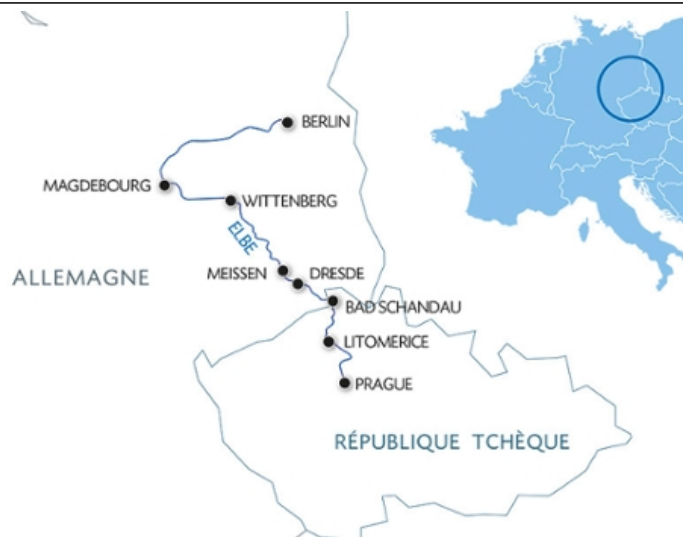 BERLIN
MAGDEBOURG
WITTENBERG
ELBE
MEISSEN
DRESDE
ALLEMAGNE
BAD SCHANDAU
LITOMERICE
PRAGUE
RÉPUBLIQUE TCHÈQUE